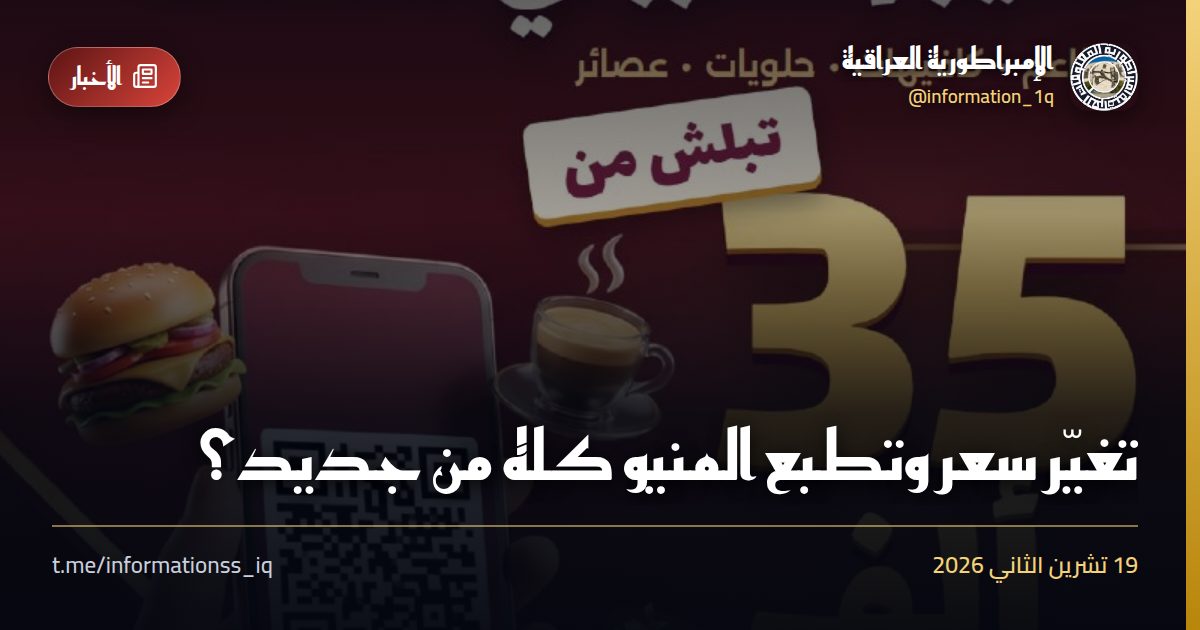 الإمبراطورية العراقية
@information_1q
الأخبار
حلويات • عصائر
تبلش من
35
ألف
تغيّر سعر وتطبع المنيو كله من جديد؟
19 تشرين الثاني 2026
t.me/informationss_iq